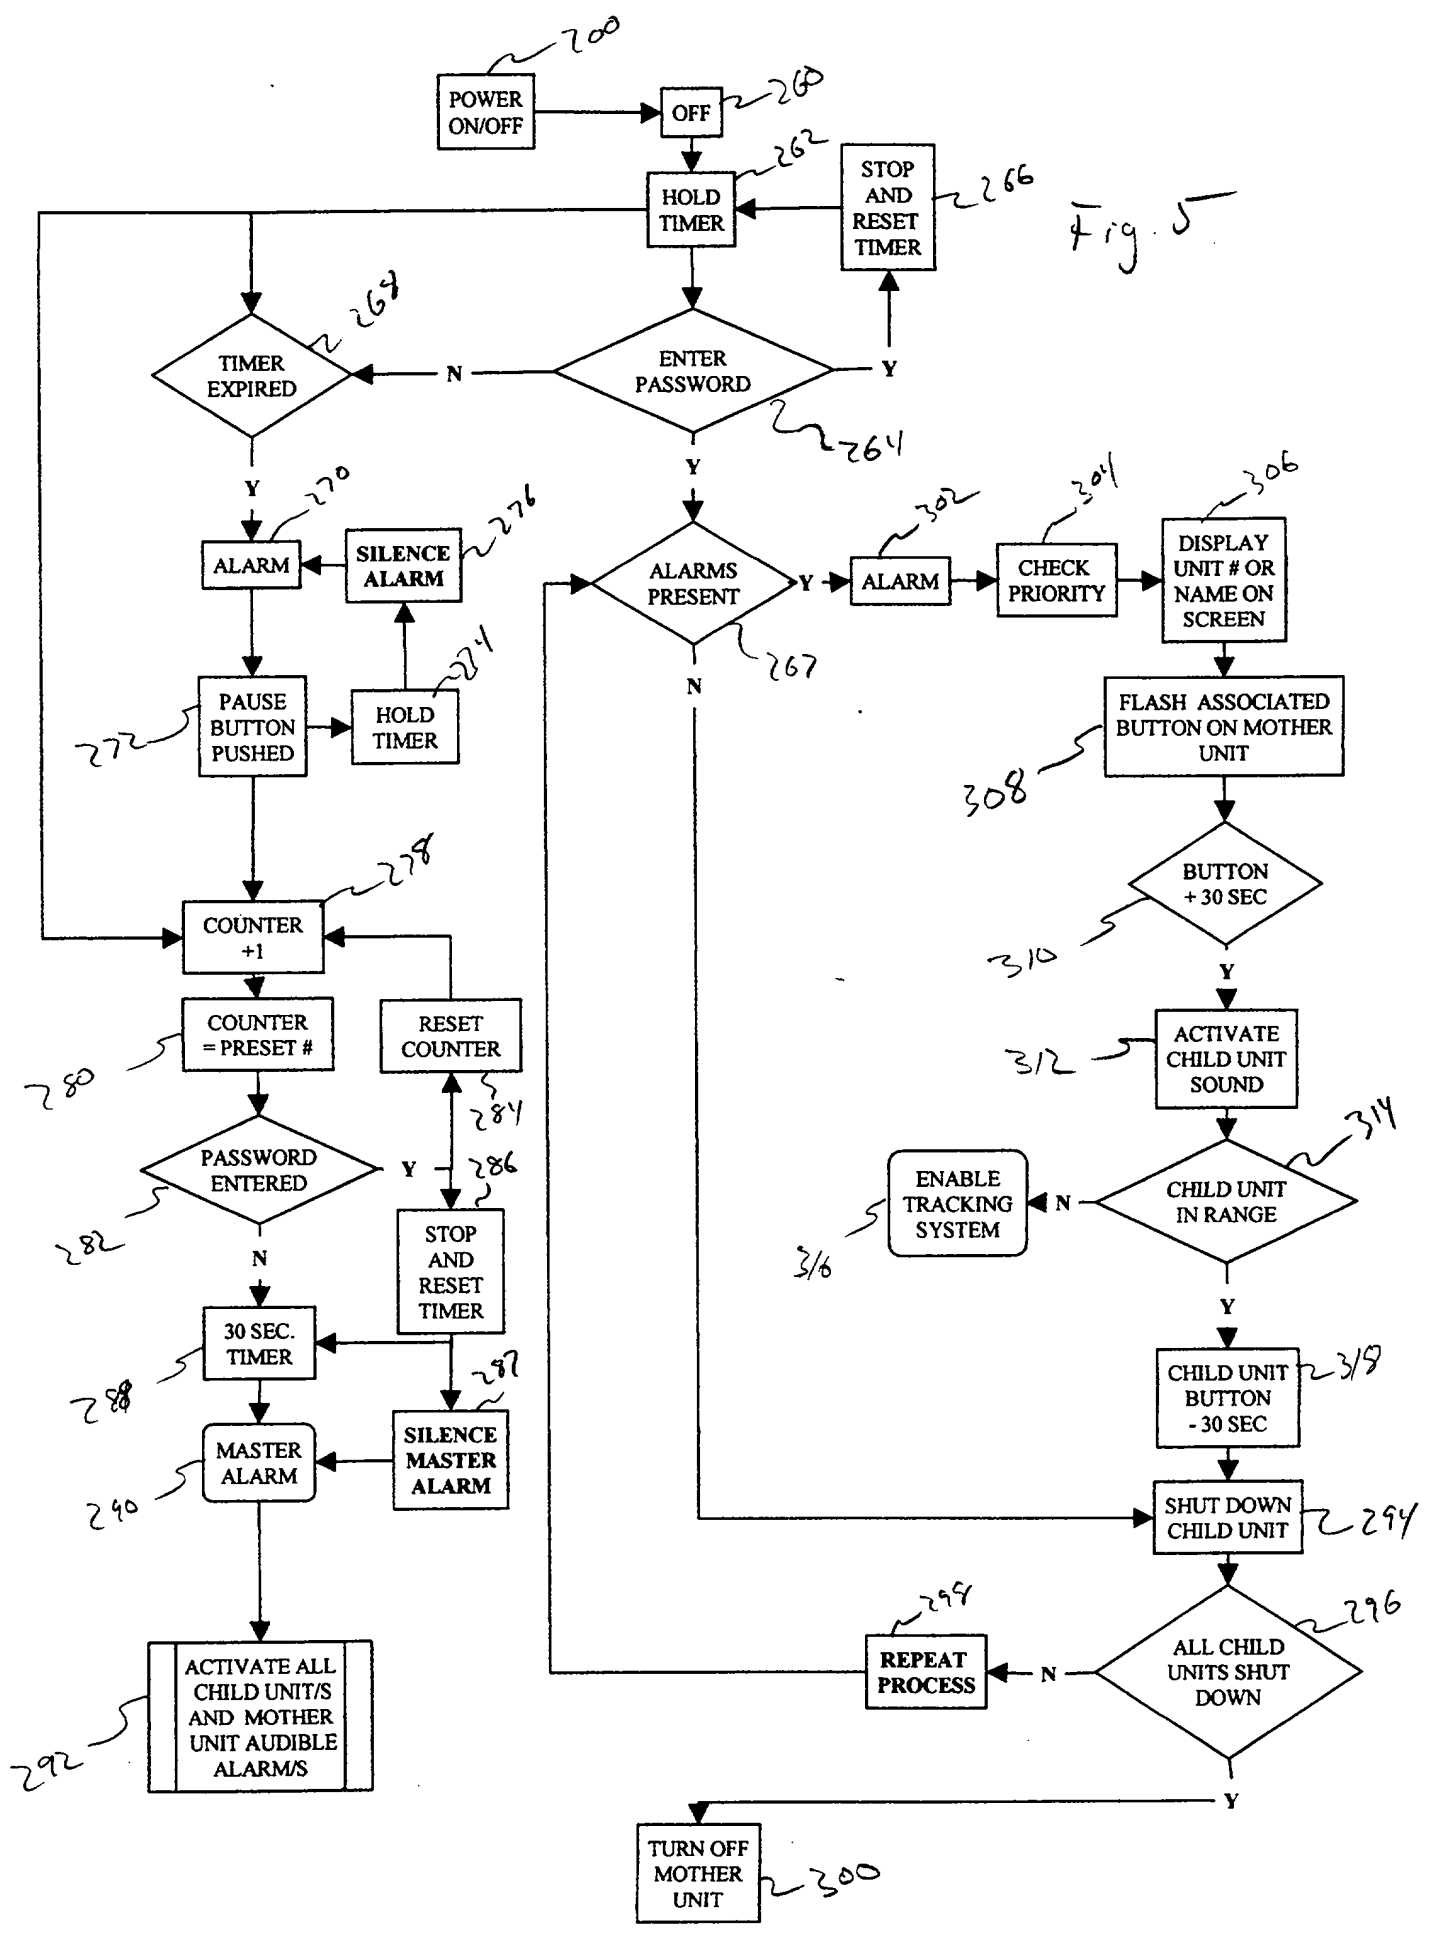 200
POWER
ON/OFF
OFF
260
HOLD
TIMER
262
STOP
AND
RESET
TIMER
266
Fig. 5
TIMER
EXPIRED
268
N
ENTER
PASSWORD
264
Y
Y
Y
ALARM
270
SILENCE
ALARM
276
PAUSE
BUTTON
PUSHED
272
HOLD
TIMER
274
ALARMS
PRESENT
267
Y
N
ALARM
302
CHECK
PRIORITY
304
DISPLAY
UNIT # OR
NAME ON
SCREEN
306
FLASH ASSOCIATED
BUTTON ON MOTHER
UNIT
308
BUTTON
+ 30 SEC
310
Y
ACTIVATE
CHILD UNIT
SOUND
312
CHILD UNIT
IN RANGE
314
N
ENABLE
TRACKING
SYSTEM
316
Y
CHILD UNIT
BUTTON
- 30 SEC
318
SHUT DOWN
CHILD UNIT
294
ALL CHILD
UNITS SHUT
DOWN
296
N
REPEAT
PROCESS
298
Y
TURN OFF
MOTHER
UNIT
300
COUNTER
+1
278
COUNTER
= PRESET #
280
RESET
COUNTER
284
PASSWORD
ENTERED
282
Y
286
STOP
AND
RESET
TIMER
N
30 SEC.
TIMER
288
287
SILENCE
MASTER
ALARM
MASTER
ALARM
290
ACTIVATE ALL
CHILD UNIT/S
AND MOTHER
UNIT AUDIBLE
ALARM/S
292